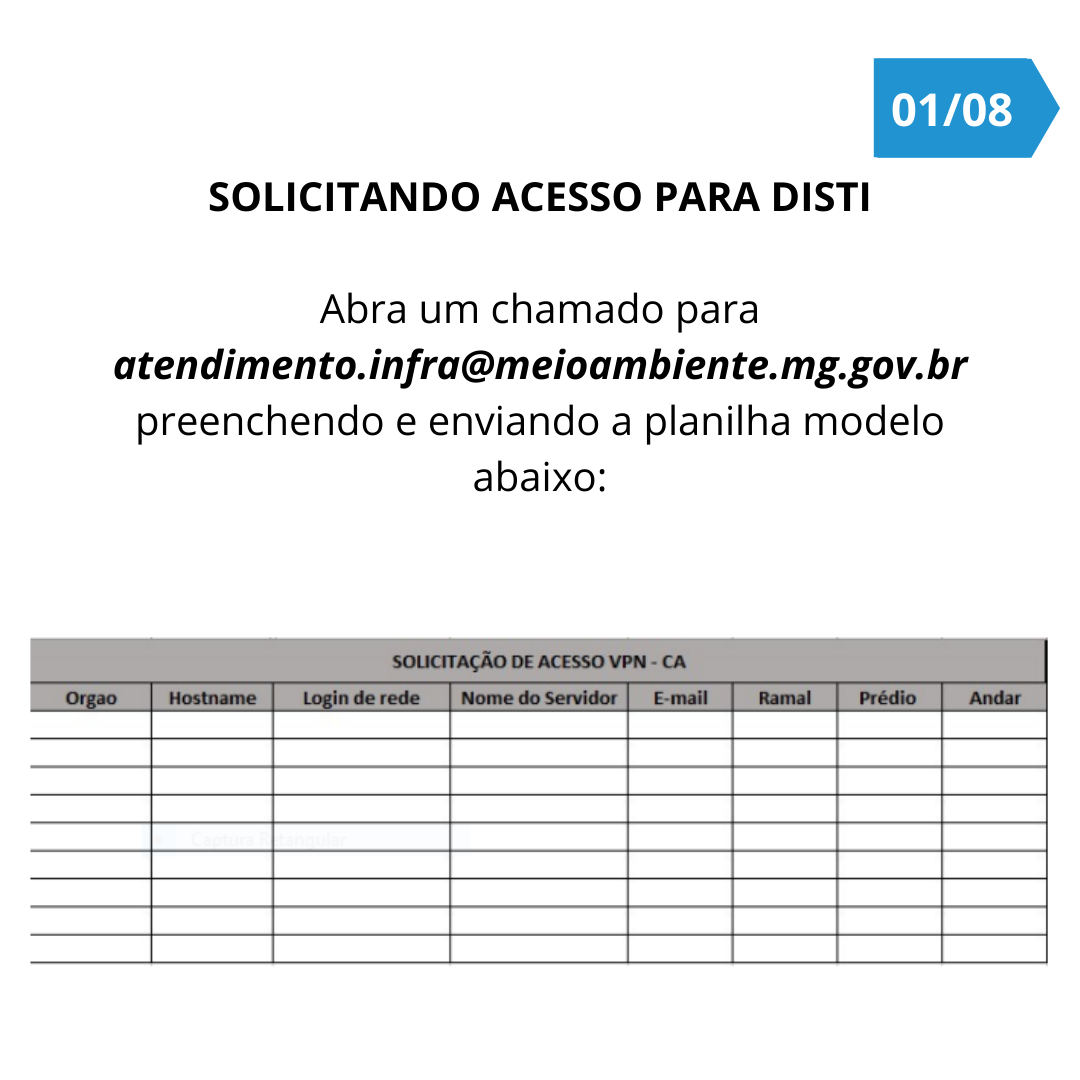 01/08
SOLICITANDO ACESSO PARA DISTI
Abra um chamado para
atendimento.infra@meioambiente.mg.gov.br
preenchendo e enviando a planilha modelo
abaixo:
SOLICITAÇÃO DE ACESSO VPN - CA
Orgao Hostname Login de rede Nome do Servidor E-mail Ramal Prédio Andar
Captura Retangular